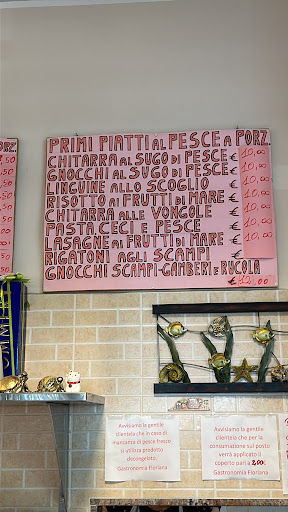 PORZ.
PRIMI PIATTI AL PESCE A PORZ.
CHITARRA AL SUGO DI PESCE € 10,00
GNOCCHI AL SUGO DI PESCE € 10,00
LINGUINE ALLO SCOGLIO € 10,00
RISOTTO AI FRUTTI DI MARE € 10,00
CHITARRA ALLE VONGOLE € 10,00
PASTA, CECI E PESCE € 10,00
LASAGNE AI FRUTTI DI MARE € 10,00
RIGATONI AGLI SCAMPI €
GNOCCHI SCAMPI-GAMBERI E RUCOLA
€ 12,00
Avvisiamo la gentile
clientela che in caso di
mancanza di pesce fresco
si utilizza prodotto
decongelato.
Gastronomia Floriana
Avvisiamo la gentile
clientela che per la
consumazione sul posto
verrà applicato il
coperto pari a 2,00€
Gastronomia Floriana